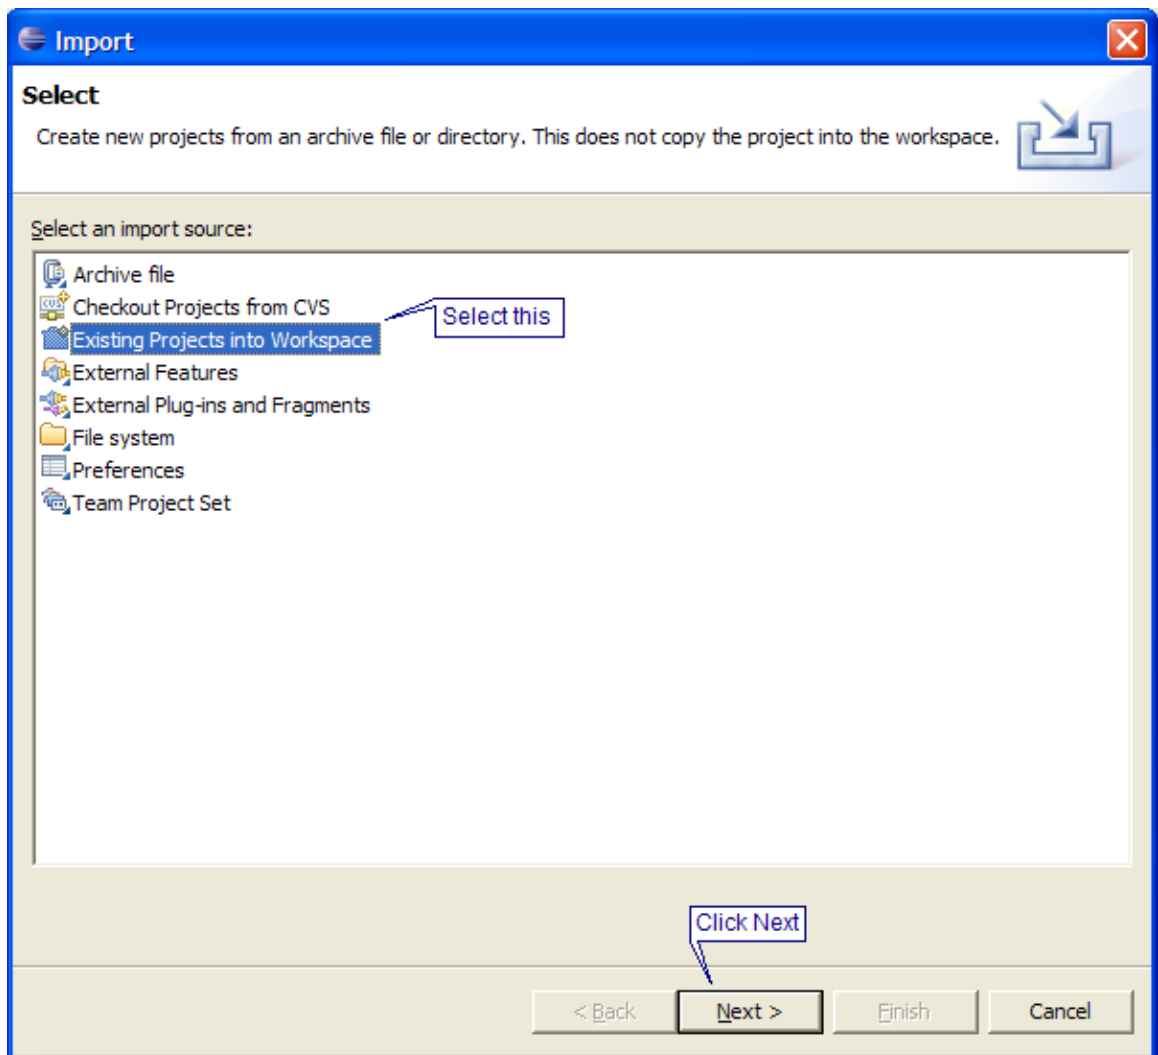 Import
Select
Create new projects from an archive file or directory. This does not copy the project into the workspace.
Select an import source:
Archive file
Checkout Projects from CVS
Select this
Existing Projects into Workspace
External Features
External Plug-ins and Fragments
File system
Preferences
Team Project Set
Click Next
< Back
Next >
Finish
Cancel